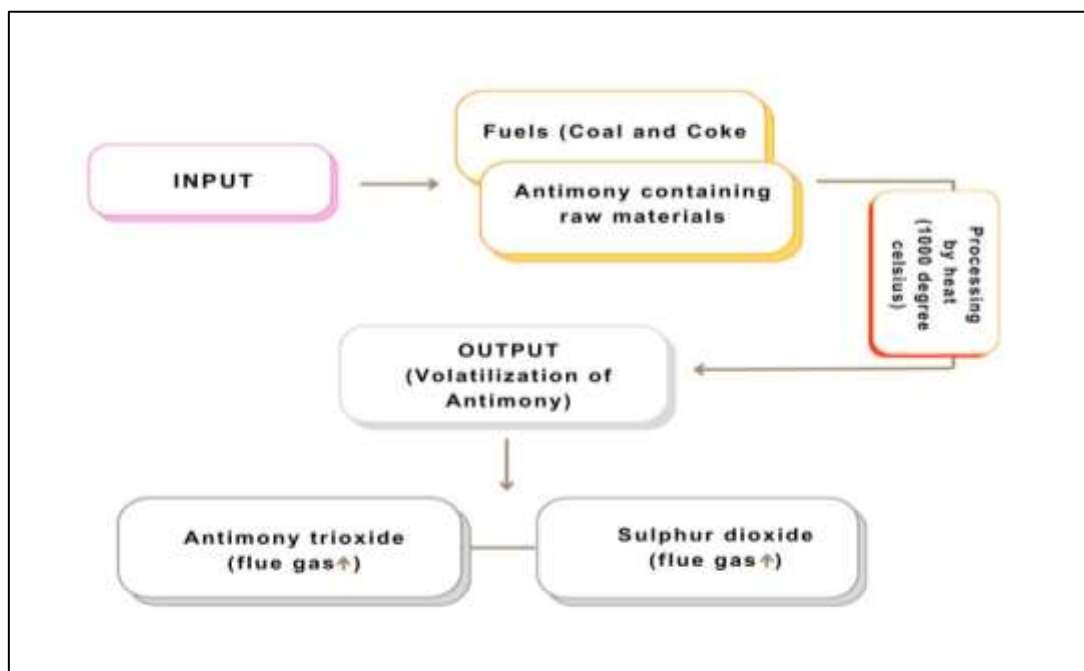 INPUT
Fuels (Coal and Coke
Antimony containing
raw materials
Processing
by heat
(1000 degree
celsius)
OUTPUT
(Volatilization of
Antimony)
Antimony trioxide
(flue gas↑)
Sulphur dioxide
(flue gas↑)